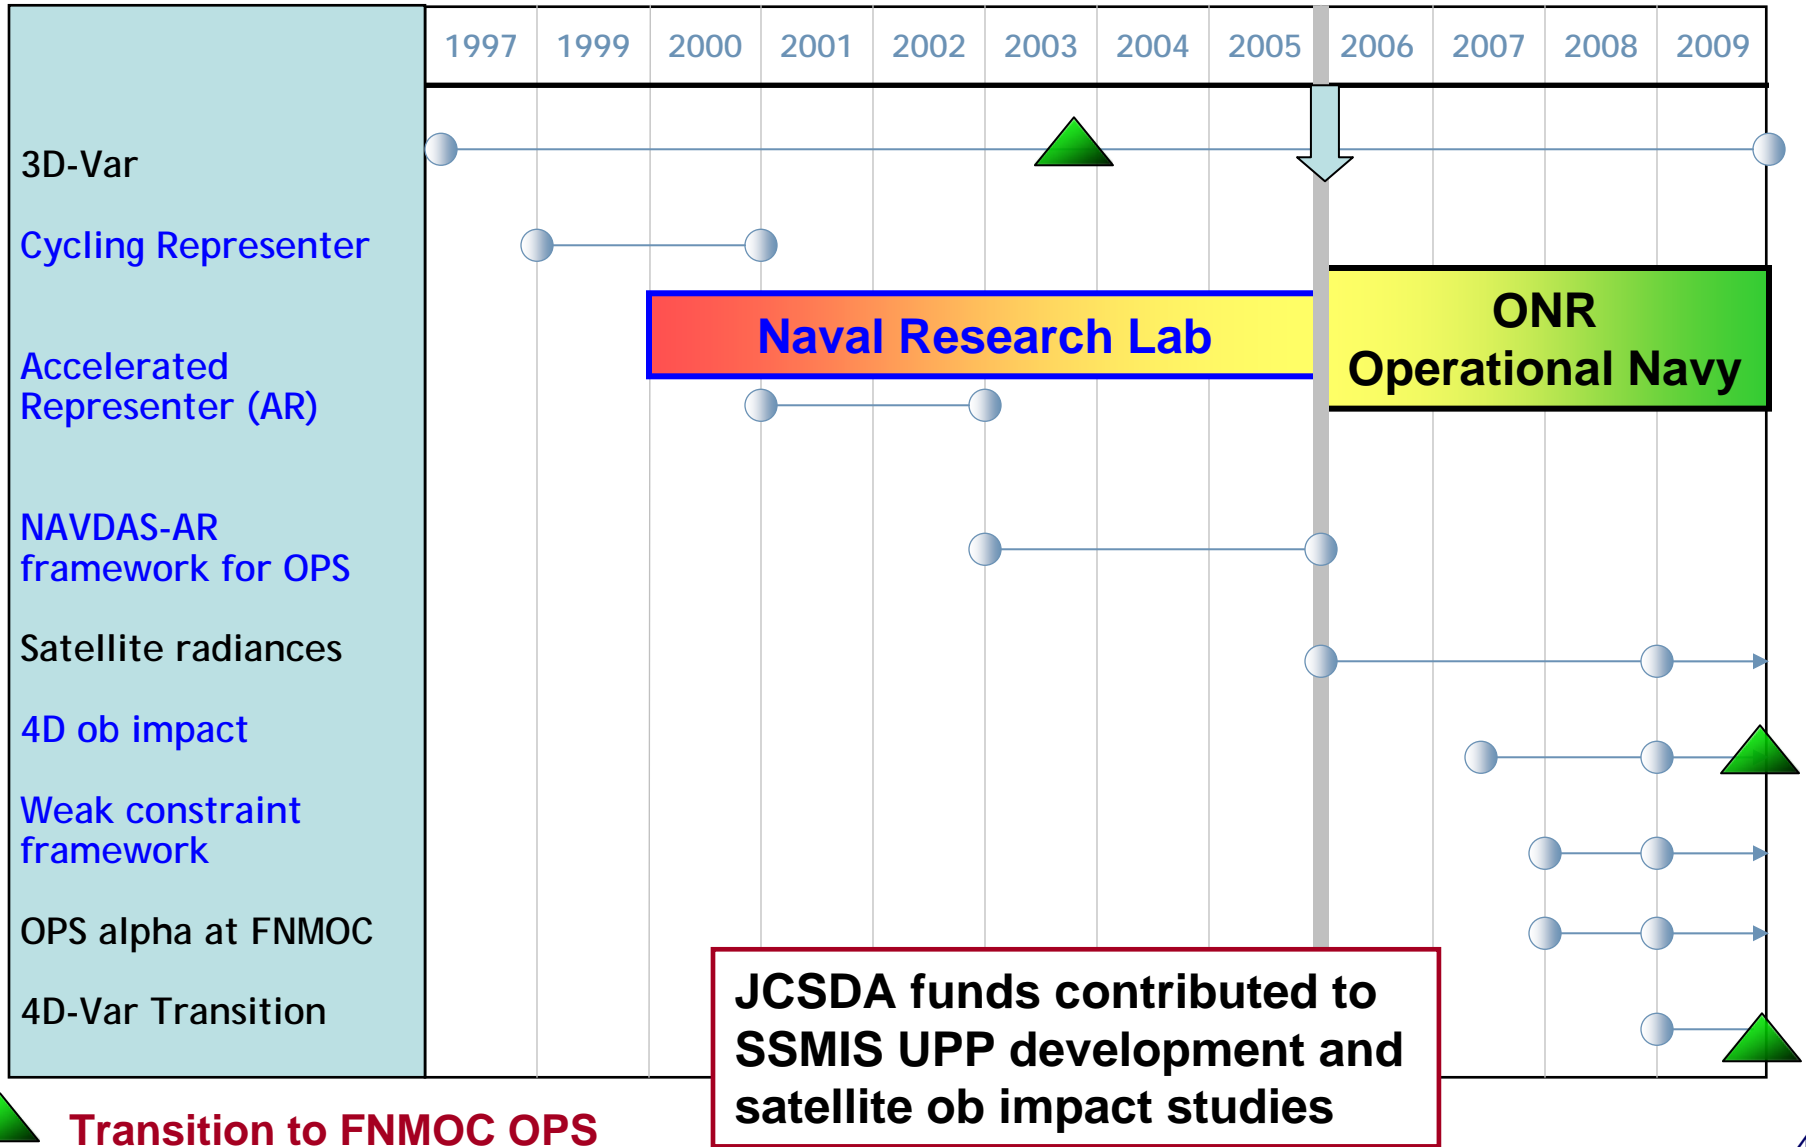 1997 1999 2000 2001 2002 2003 2004 2005 2006 2007 2008 2009
3D-Var
Cycling Representer
Naval Research Lab
ONR
Operational Navy
Accelerated
Representer (AR)
NAVDAS-AR
framework for OPS
Satellite radiances
4D ob impact
Weak constraint
framework
OPS alpha at FNMOC
4D-Var Transition
JCSDA funds contributed to
SSMIS UPP development and
satellite ob impact studies
Transition to FNMOC OPS